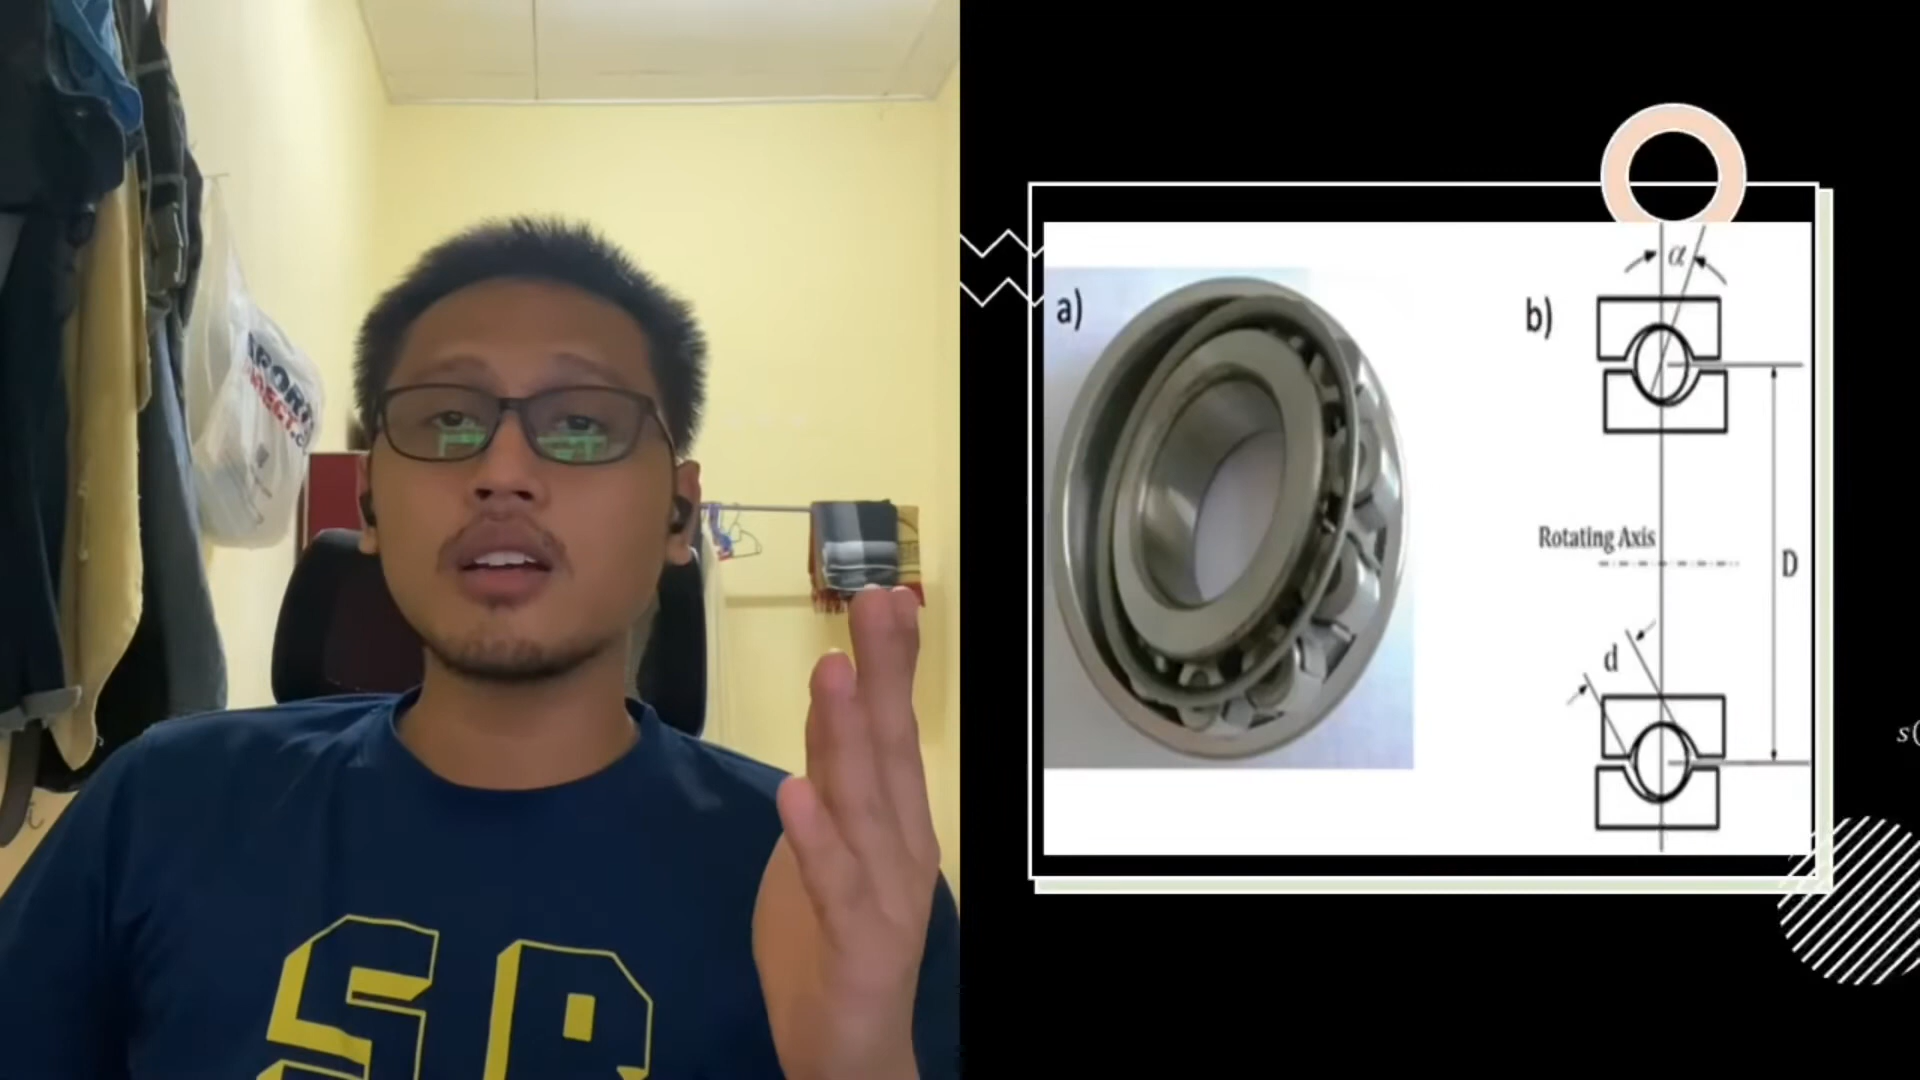 SR
a)
b)
α
Rotating Axis
D
d
s(